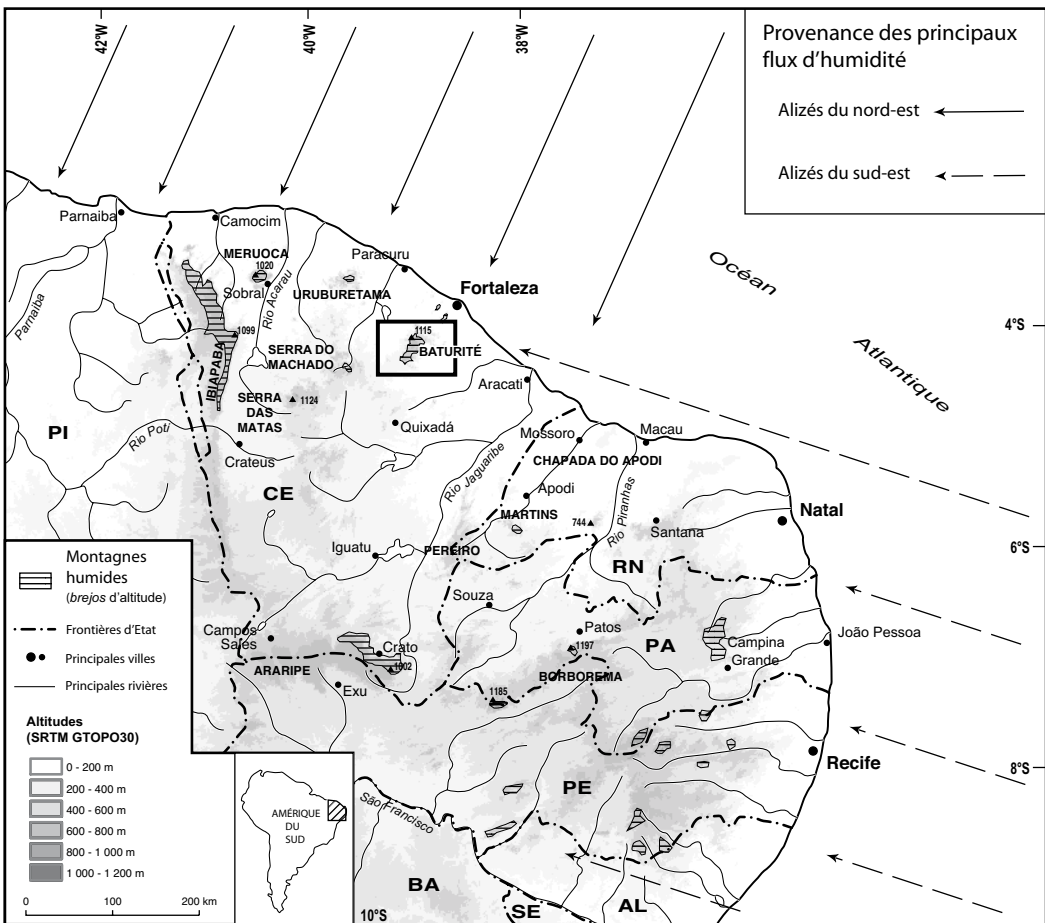 42°W
40°W
38°W
Provenance des principaux
flux d'humidité
Alizés du nord-est
Alizés du sud-est
Océan
Atlantique
4°S
6°S
8°S
10°S
Parnaiba
Camocim
MERUOCA
1020
Sobral
Rio Acarau
Paracuru
URUBURETAMA
Fortaleza
Parnaiba
1099
IBIAPABA
SERRA DO
MACHADO
1115
BATURITÉ
Aracati
SERRA
DAS
MATAS
1124
Quixadá
PI
Rio Poti
Crateus
CE
Rio Jaguaribe
Mossoro
Macau
CHAPADA DO APODI
Apodi
MARTINS
744
Rio Piranhas
Santana
Natal
Iguatu
PEREIRO
RN
Souza
Campos
Sales
Crato
1002
ARARIPE
Exu
Patos
1197
PA
Campina
Grande
João Pessoa
BORBOREMA
1185
Recife
PE
São Francisco
BA
SE
AL
Montagnes
humides
(brejos d'altitude)
Frontières d'Etat
Principales villes
Principales rivières
Altitudes
(SRTM GTOPO30)
0 - 200 m
200 - 400 m
400 - 600 m
600 - 800 m
800 - 1 000 m
1 000 - 1 200 m
0
100
200 km
AMÉRIQUE
DU
SUD